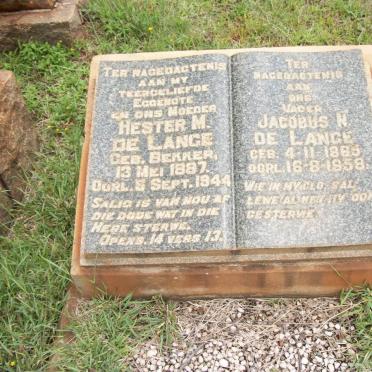 TER NAGEDAGTENIS
AAN MY
TEERGELIEFDE
EGGENOTE
EN ONS MOEDER
HESTER M.
DE LANGE
GEB. BEKKER,
13 MEI 1887,
OORL. 5 SEPT. 1944
SALIG IS VAN NOU AF
DIE DODE WAT IN DIE
HERE STERWE.
OPENB. 14 VERS 13.
TER
NAGEDAGTENIS
AAN
ONS
VADER
JACOBUS N.
DE LANGE
GEB. 4-11-1885
OORL. 16-8-1959.
WIE IN MY GLO, SAL
LEWE AL HET HY OOK
GESTERWE.